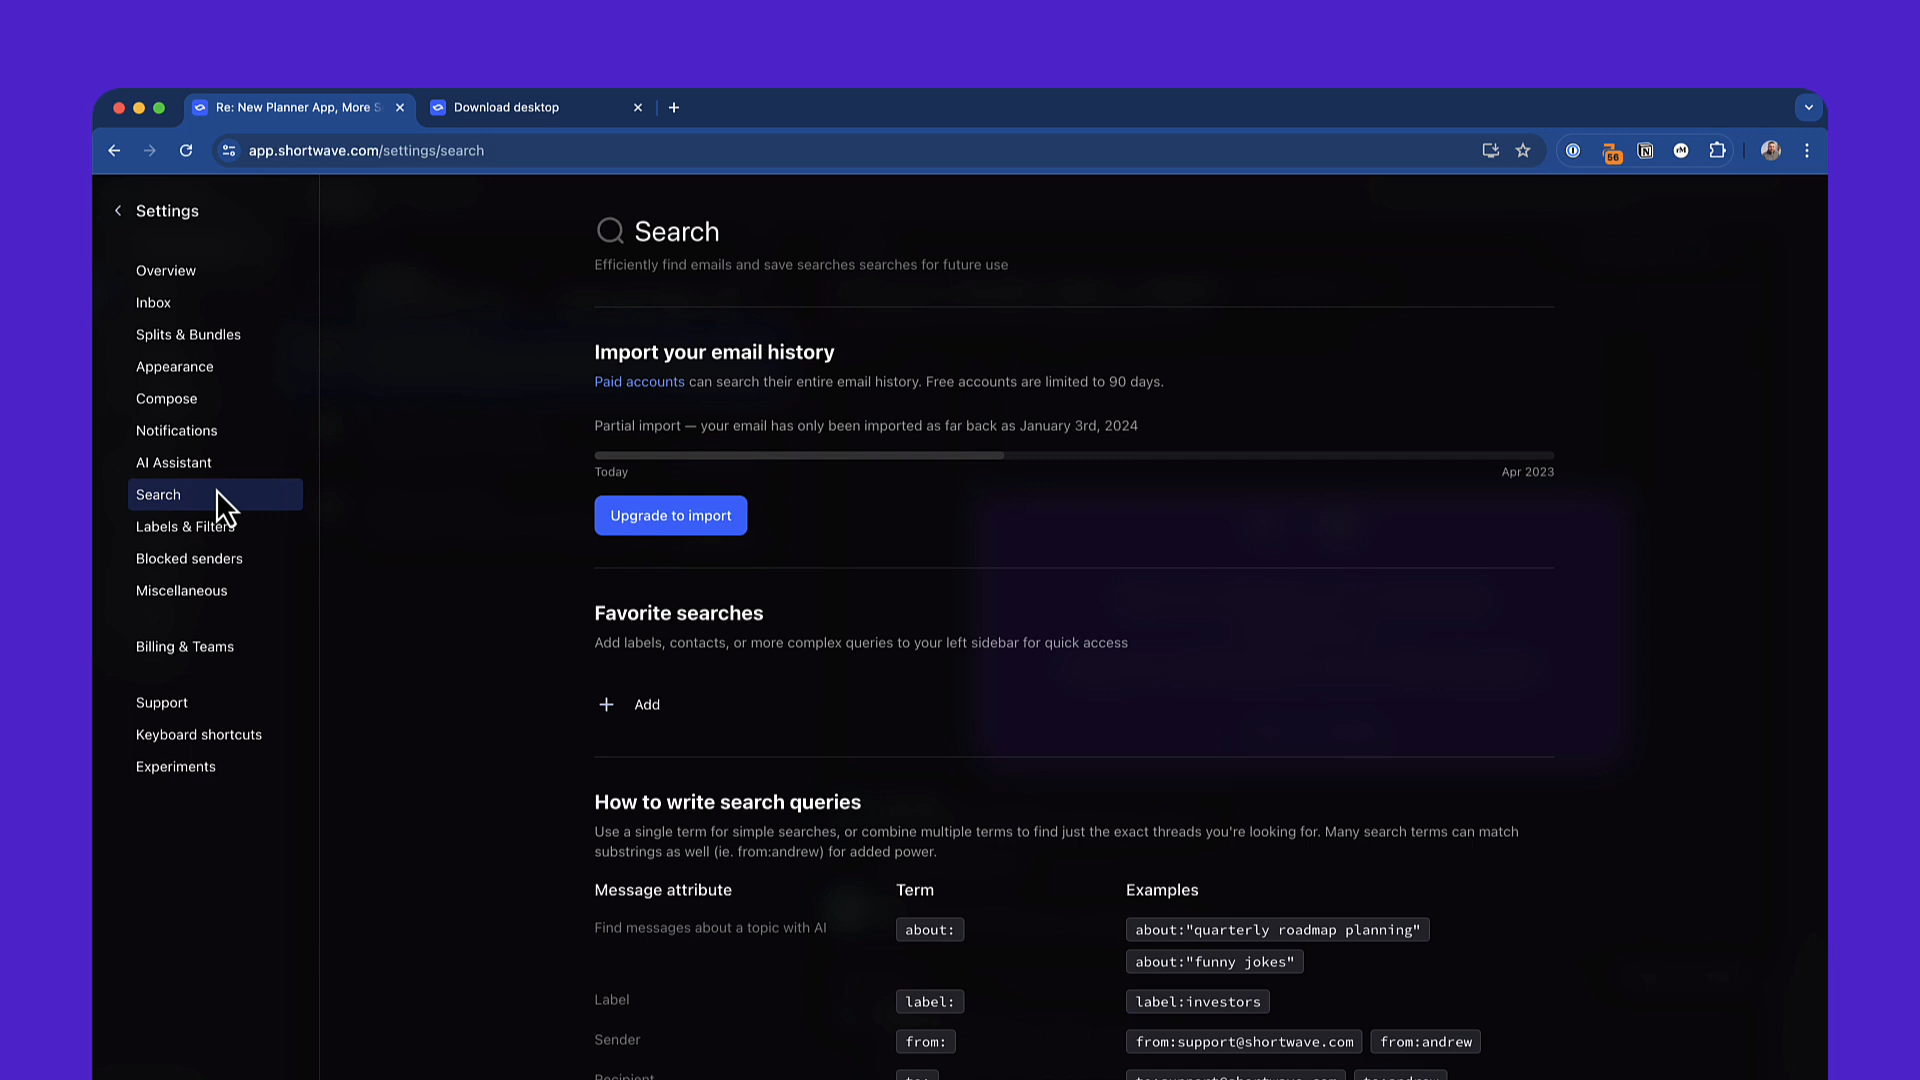 Re: New Planner App, More S
Download desktop
app.shortwave.com/settings/search
56
Settings
Overview
Inbox
Splits & Bundles
Appearance
Compose
Notifications
AI Assistant
Search
Labels & Filters
Blocked senders
Miscellaneous
Billing & Teams
Support
Keyboard shortcuts
Experiments
Search
Efficiently find emails and save searches searches for future use
Import your email history
Paid accounts can search their entire email history. Free accounts are limited to 90 days.
Partial import — your email has only been imported as far back as January 3rd, 2024
Today
Apr 2023
Upgrade to import
Favorite searches
Add labels, contacts, or more complex queries to your left sidebar for quick access
Add
How to write search queries
Use a single term for simple searches, or combine multiple terms to find just the exact threads you're looking for. Many search terms can match
substrings as well (ie. from:andrew) for added power.
Message attribute Term Examples
Find messages about a topic with AI about: about:"quarterly roadmap planning"
about:"funny jokes"
Label label: label:investors
Sender from: from:support@shortwave.com from:andrew
Recipient to: to:support@shortwave.com to:andrew